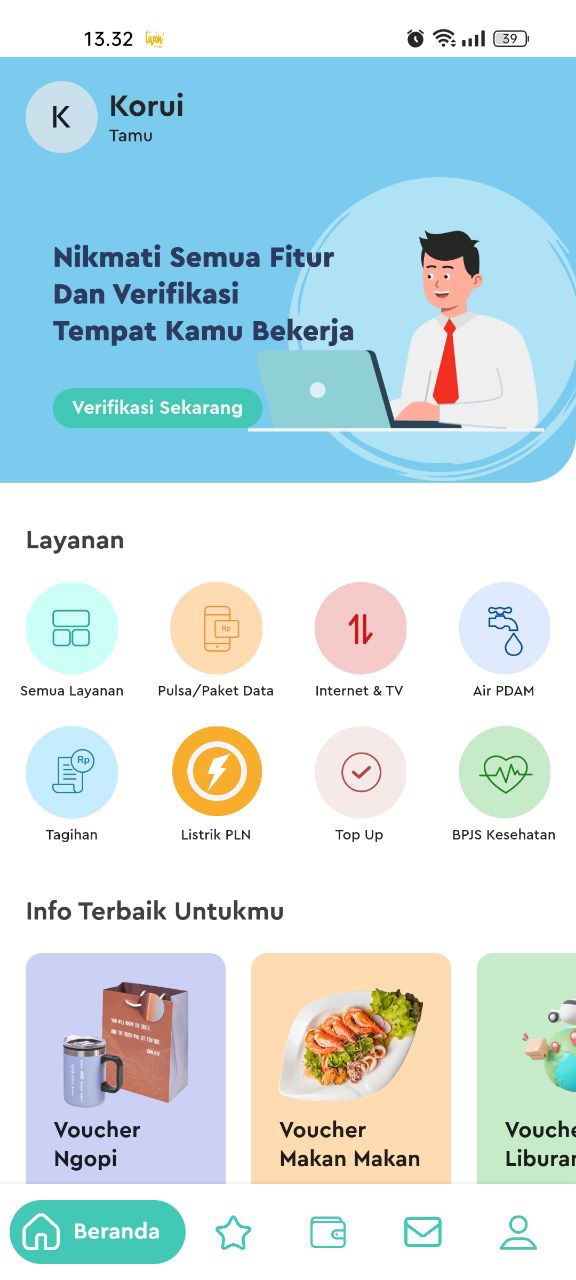 13.32
39
K
Korui
Tamu
Nikmati Semua Fitur
Dan Verifikasi
Tempat Kamu Bekerja
Verifikasi Sekarang
Layanan
Rp
Semua Layanan
Pulsa/Paket Data
Internet & TV
Air PDAM
Rp
Tagihan
Listrik PLN
Top Up
BPJS Kesehatan
Info Terbaik Untukmu
Voucher
Ngopi
Voucher
Makan Makan
Vouche
Liburan
Beranda